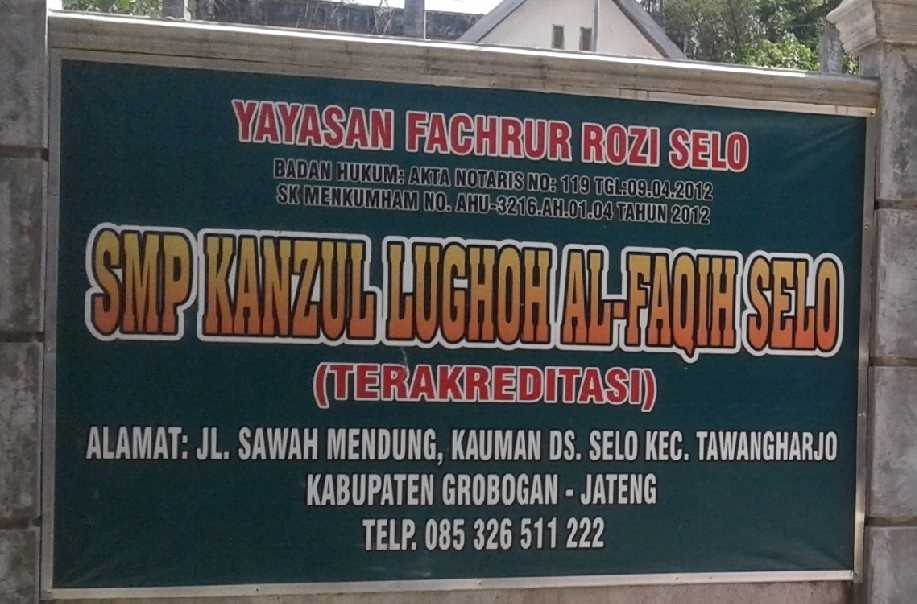 YAYASAN FACHRUR ROZI SELO
BADAN HUKUM: AKTA NOTARIS NO: 119 TGL:09.04.2012
SK MENKUMHAM NO. AHU-3216.AH.01.04 TAHUN 2012
SMP KANZUL LUGHOH AL-FAQIH SELO
(TERAKREDITASI)
ALAMAT: JL. SAWAH MENDUNG, KAUMAN DS. SELO KEC. TAWANGHARJO
KABUPATEN GROBOGAN - JATENG
TELP. 085 326 511 222